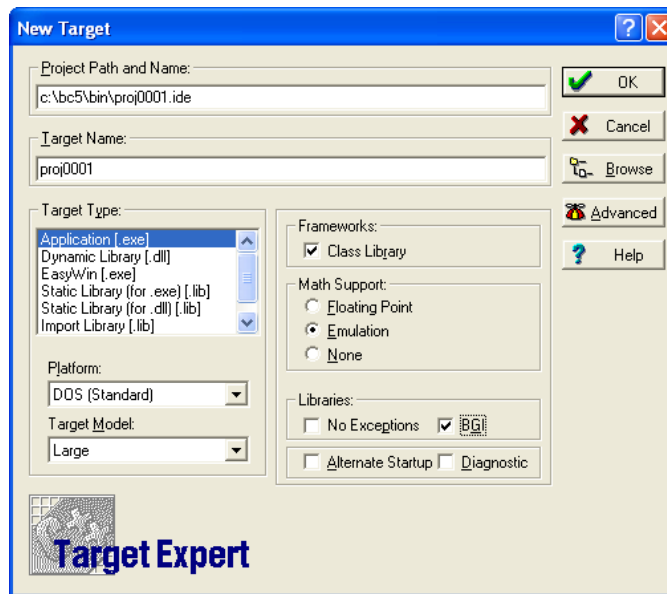 New Target
Project Path and Name:
c:\bc5\bin\proj0001.ide
Target Name:
proj0001
Target Type:
Application [.exe]
Dynamic Library [.dll]
EasyWin [.exe]
Static Library (for .exe) [.lib]
Static Library (for .dll) [.lib]
Import Library [.lib]
Platform:
DOS (Standard)
Target Model:
Large
Frameworks:
Class Library
Math Support:
Floating Point
Emulation
None
Libraries:
No Exceptions BGI
Alternate Startup Diagnostic
OK
Cancel
Browse
Advanced
Help
Target Expert